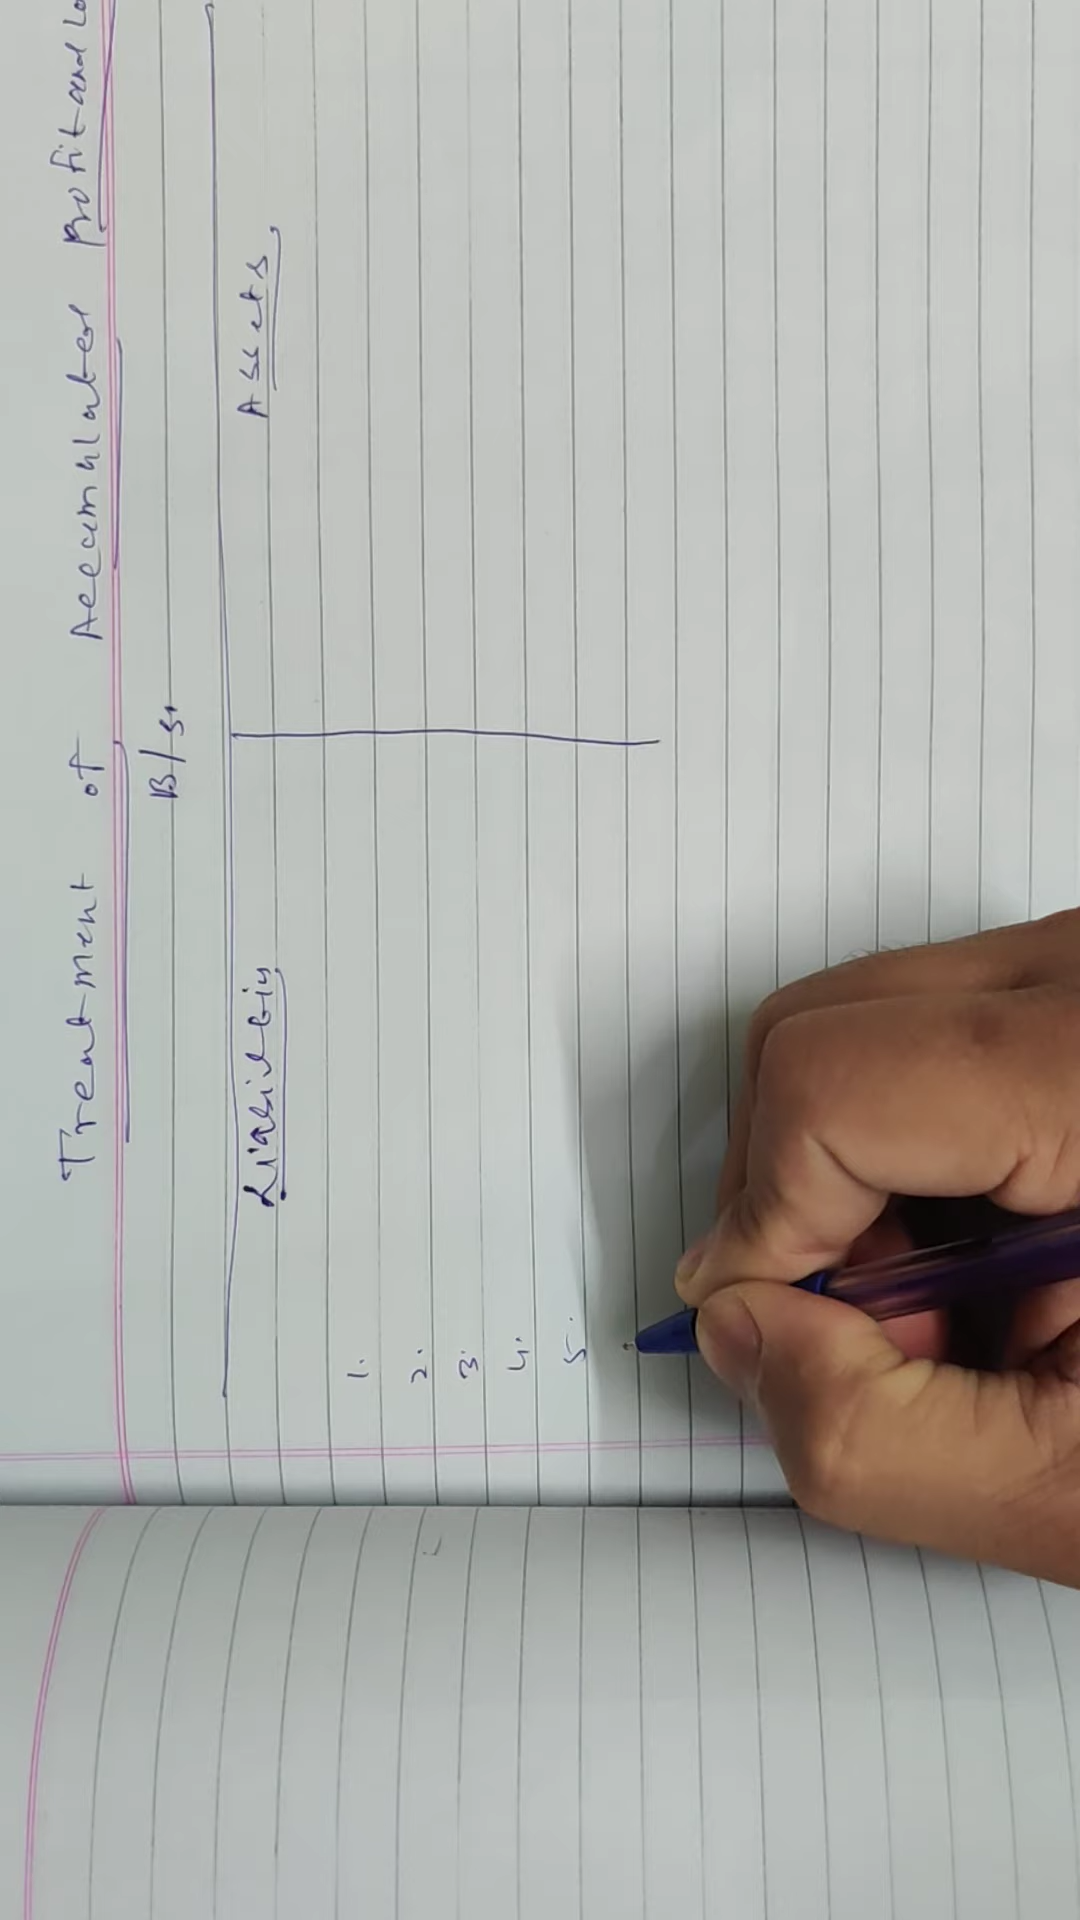 Treatment of Accumulated Profit and Lo
B/S
Liabilities Assets
1.
2.
3.
4.
5.